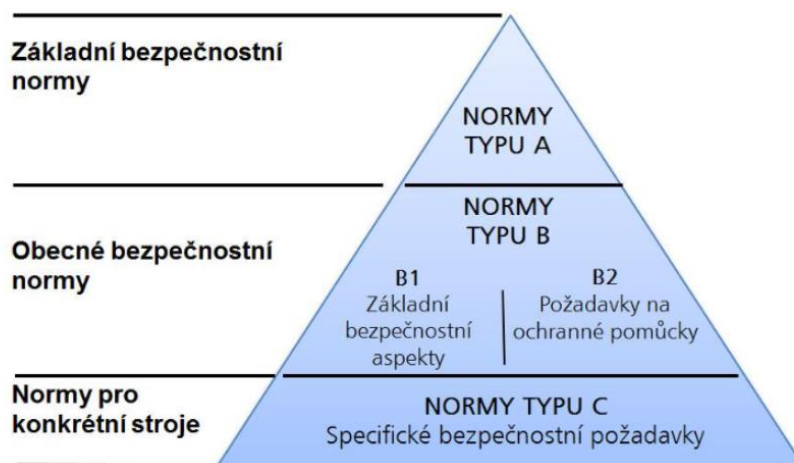 Základní bezpečnostní
normy
NORMY
TYPU A
Obecné bezpečnostní
normy
NORMY
TYPU B
B1
Základní
bezpečnostní
aspekty
B2
Požadavky na
ochranné pomůcky
Normy pro
konkrétní stroje
NORMY TYPU C
Specifické bezpečnostní požadavky